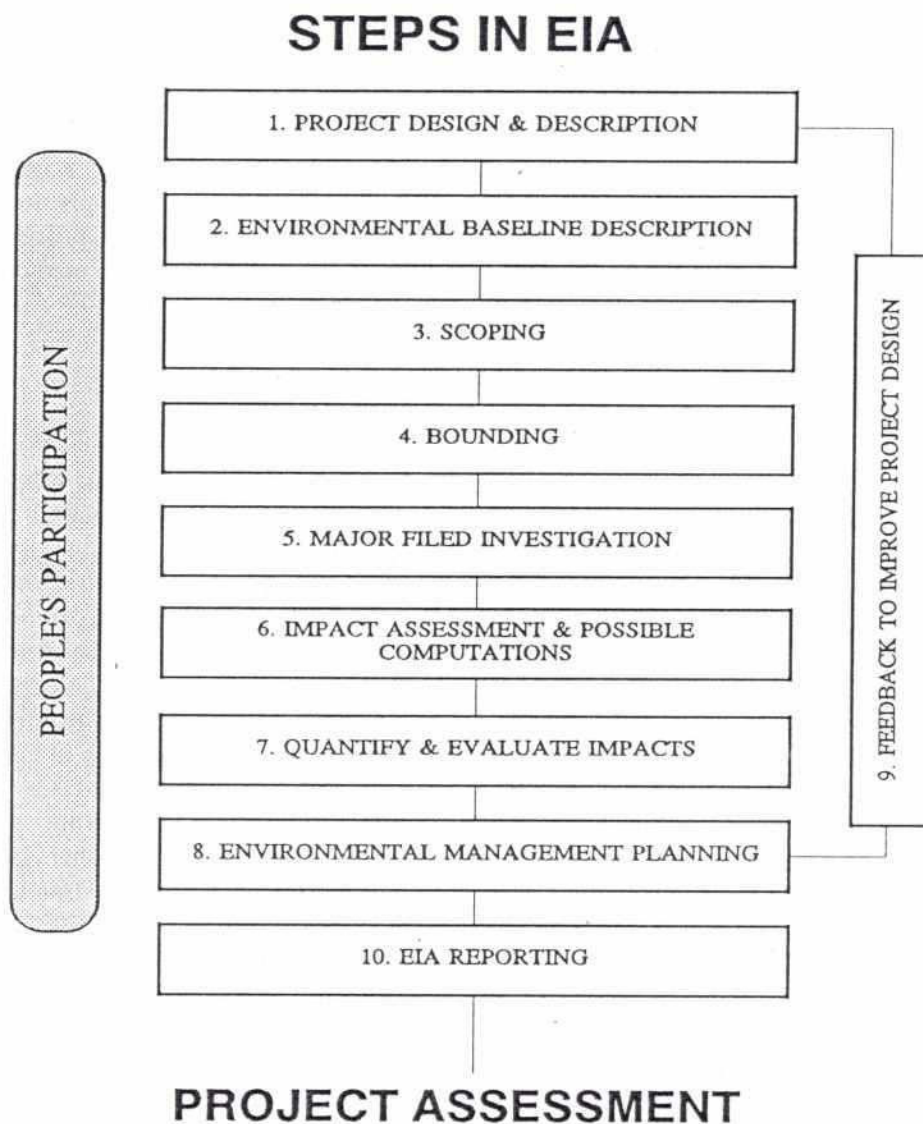 STEPS IN EIA
1. PROJECT DESIGN & DESCRIPTION
2. ENVIRONMENTAL BASELINE DESCRIPTION
3. SCOPING
4. BOUNDING
5. MAJOR FILED INVESTIGATION
6. IMPACT ASSESSMENT & POSSIBLE
COMPUTATIONS
7. QUANTIFY & EVALUATE IMPACTS
8. ENVIRONMENTAL MANAGEMENT PLANNING
9. FEEDBACK TO IMPROVE PROJECT DESIGN
10. EIA REPORTING
PEOPLE'S PARTICIPATION
PROJECT ASSESSMENT